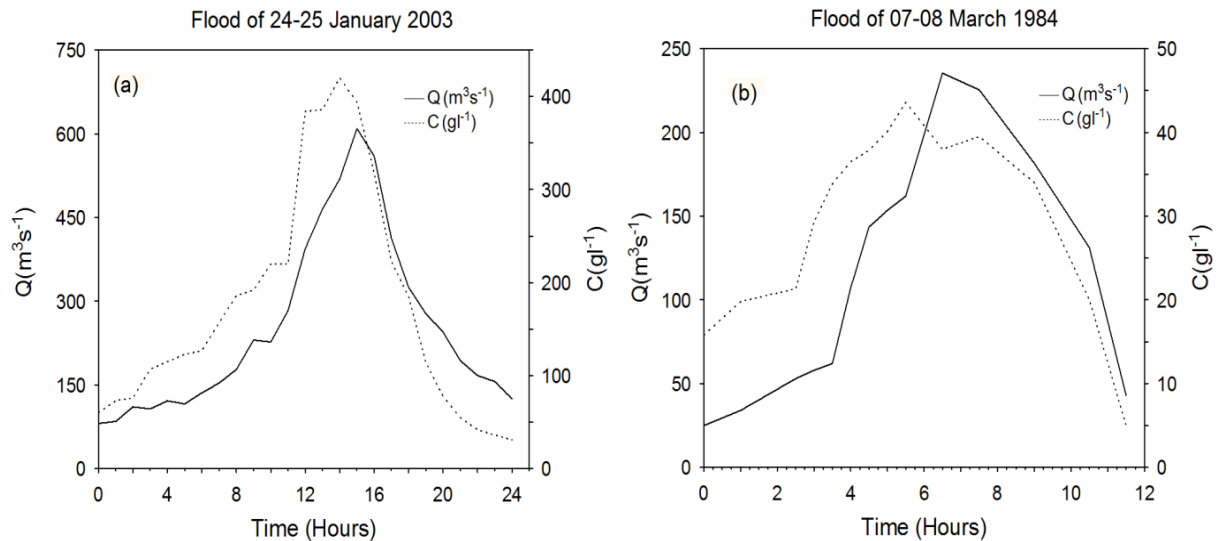 Flood of 24-25 January 2003
(a)
Q (m³s⁻¹)
C (gl⁻¹)
750
600
450
300
150
0
Q(m³s⁻¹)
400
300
200
100
0
C(gl⁻¹)
0 4 8 12 16 20 24
Time (Hours)
Flood of 07-08 March 1984
(b)
Q (m³s⁻¹)
C (gl⁻¹)
250
200
150
100
50
0
Q(m³s⁻¹)
50
40
30
20
10
0
C(gl⁻¹)
0 2 4 6 8 10 12
Time (Hours)